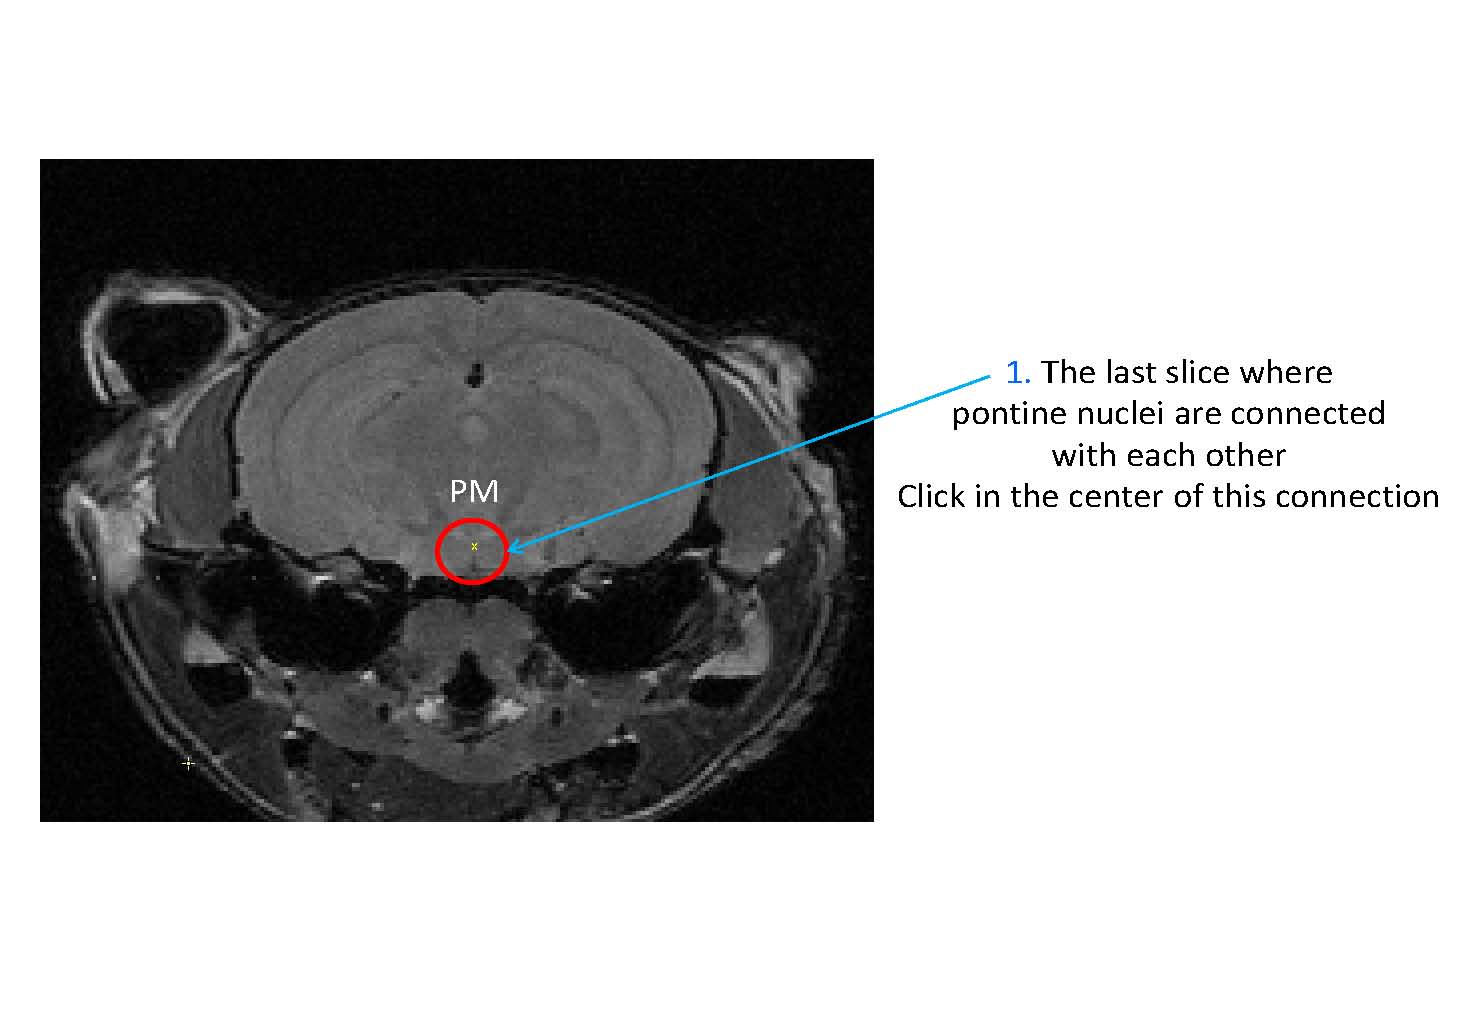 PM
1. The last slice where
pontine nuclei are connected
with each other
Click in the center of this connection